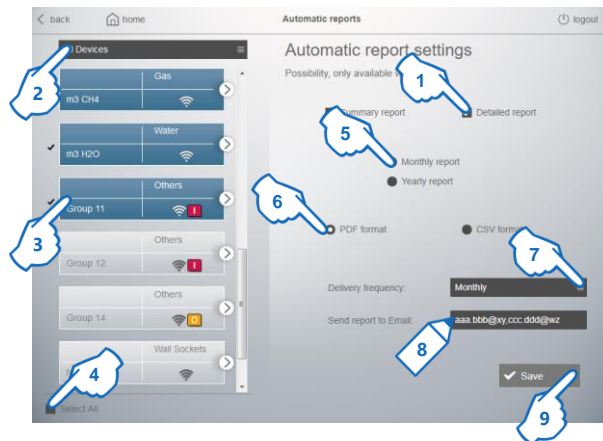 back
home
Automatic reports
logout
Devices
Automatic report settings
Possibility, only available
Gas
m3 CH4
Water
m3 H2O
Others
Group 11
Others
Group 12
Others
Group 14
Wall Sockets
Select All
Summary report
Detailed report
Monthly report
Yearly report
PDF format
CSV format
Delivery frequency:
Monthly
Send report to Email:
aaa.bbb@xy,ccc.ddd@wz
Save
1
2
3
4
5
6
7
8
9